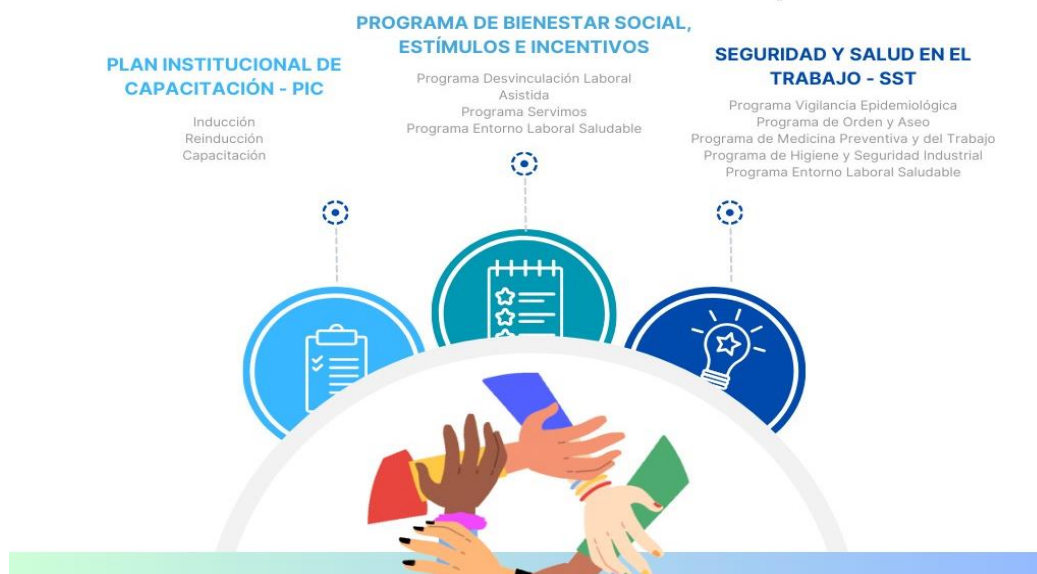 PLAN INSTITUCIONAL DE
CAPACITACIÓN - PIC
Inducción
Reinducción
Capacitación
PROGRAMA DE BIENESTAR SOCIAL,
ESTÍMULOS E INCENTIVOS
Programa Desvinculación Laboral
Asistida
Programa Servimos
Programa Entorno Laboral Saludable
SEGURIDAD Y SALUD EN EL
TRABAJO - SST
Programa Vigilancia Epidemiológica
Programa de Orden y Aseo
Programa de Medicina Preventiva y del Trabajo
Programa de Higiene y Seguridad Industrial
Programa Entorno Laboral Saludable